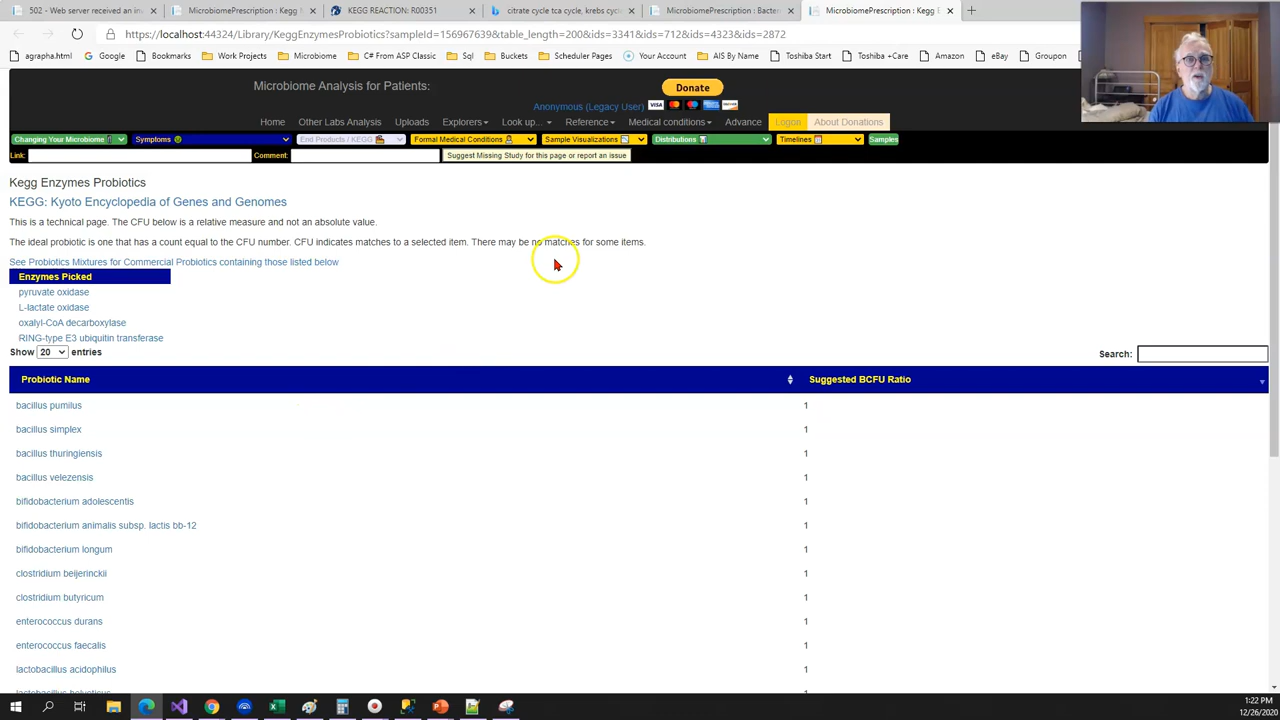 502 - Web server received an in
MicrobiomePrescription : Kegg M
KEGG REACTION: R00351
citrate cycle tca cycle, krebs cycle
MicrobiomePrescription : Bacteri
MicrobiomePrescription : Kegg E
https://localhost:44324/Library/KeggEnzymesProbiotics?sampleId=156967639&table_length=200&ids=3341&ids=712&ids=4323&ids=2872
agrapha.html
Google
Bookmarks
Work Projects
Microbiome
C# From ASP Classic
Sql
Buckets
Scheduler Pages
Your Account
AIS By Name
Toshiba Start
Toshiba +Care
Amazon
eBay
Groupon
Microbiome Analysis for Patients:
Donate
Anonymous (Legacy User)
VISA
Home
Other Labs Analysis
Uploads
Explorers
Look up...
Reference
Medical conditions
Advance
Logon
About Donations
Changing Your Microbiome
Symptoms
End Products / KEGG
Formal Medical Conditions
Sample Visualizations
Distributions
Timelines
Samples
Link:
Comment:
Suggest Missing Study for this page or report an issue
Kegg Enzymes Probiotics
KEGG: Kyoto Encyclopedia of Genes and Genomes
This is a technical page. The CFU below is a relative measure and not an absolute value.
The ideal probiotic is one that has a count equal to the CFU number. CFU indicates matches to a selected item. There may be no matches for some items.
See Probiotics Mixtures for Commercial Probiotics containing those listed below
Enzymes Picked
pyruvate oxidase
L-lactate oxidase
oxalyl-CoA decarboxylase
RING-type E3 ubiquitin transferase
Show 20 entries
Search:
Probiotic Name
Suggested BCFU Ratio
bacillus pumilus 1
bacillus simplex 1
bacillus thuringiensis 1
bacillus velezensis 1
bifidobacterium adolescentis 1
bifidobacterium animalis subsp. lactis bb-12 1
bifidobacterium longum 1
clostridium beijerinckii 1
clostridium butyricum 1
enterococcus durans 1
enterococcus faecalis 1
lactobacillus acidophilus 1
lactobacillus helveticus
1:22 PM
12/26/2020